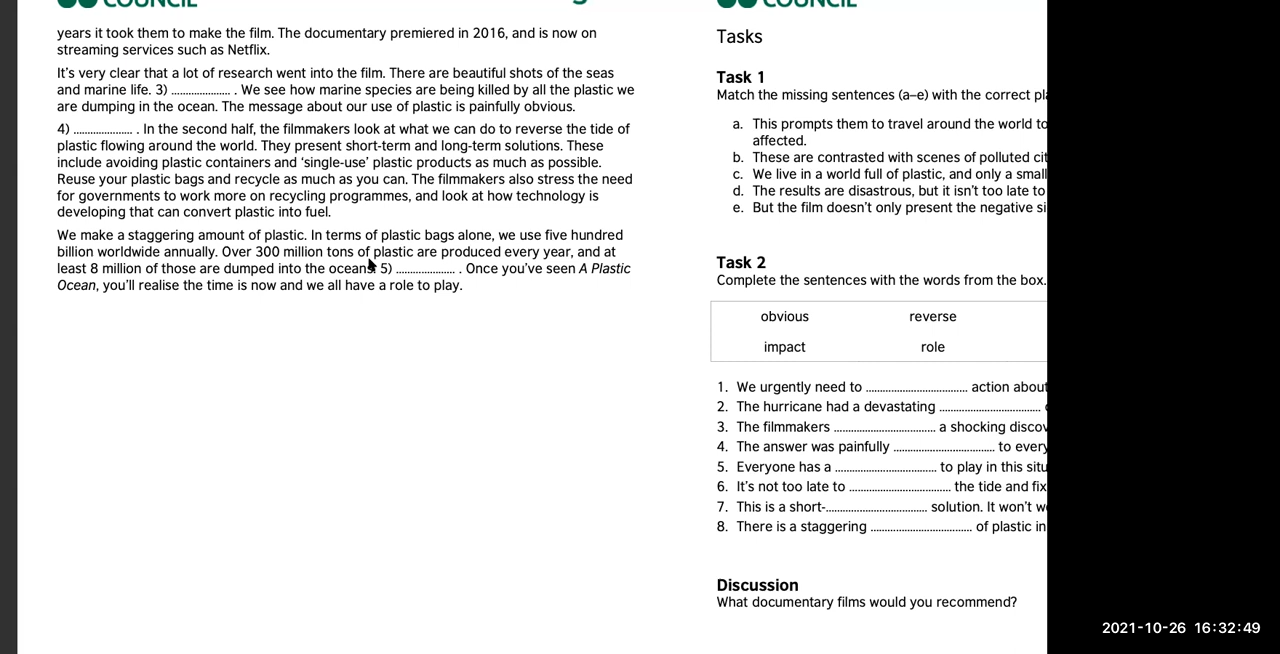 COUNCIL
years it took them to make the film. The documentary premiered in 2016, and is now on
streaming services such as Netflix.
It's very clear that a lot of research went into the film. There are beautiful shots of the seas
and marine life. 3) ..................... . We see how marine species are being killed by all the plastic we
are dumping in the ocean. The message about our use of plastic is painfully obvious.
4) ..................... . In the second half, the filmmakers look at what we can do to reverse the tide of
plastic flowing around the world. They present short-term and long-term solutions. These
include avoiding plastic containers and ‘single-use’ plastic products as much as possible.
Reuse your plastic bags and recycle as much as you can. The filmmakers also stress the need
for governments to work more on recycling programmes, and look at how technology is
developing that can convert plastic into fuel.
We make a staggering amount of plastic. In terms of plastic bags alone, we use five hundred
billion worldwide annually. Over 300 million tons of plastic are produced every year, and at
least 8 million of those are dumped into the oceans. 5) ..................... . Once you've seen A Plastic
Ocean, you'll realise the time is now and we all have a role to play.
COUNCIL
Tasks
Task 1
Match the missing sentences (a–e) with the correct
a. This prompts them to travel around the world to
affected.
b. These are contrasted with scenes of polluted
c. We live in a world full of plastic, and only a small
d. The results are disastrous, but it isn't too late to
e. But the film doesn't only present the negative
Task 2
Complete the sentences with the words from the box.
obvious reverse
impact role
1. We urgently need to .................................. action about
2. The hurricane had a devastating ..................................
3. The filmmakers .................................. a shocking
4. The answer was painfully .................................. to
5. Everyone has a .................................. to play in this
6. It's not too late to .................................. the tide and fix
7. This is a short-.................................. solution. It won't
8. There is a staggering .................................. of plastic in
Discussion
What documentary films would you recommend?
2021-10-26 16:32:49